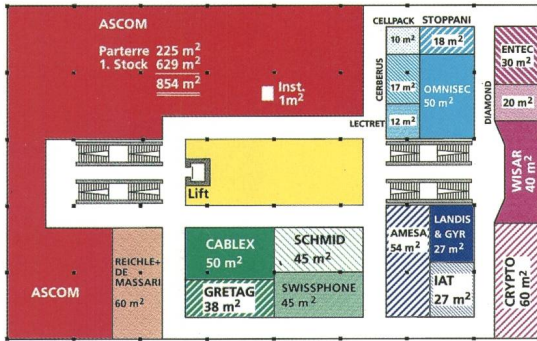 ASCOM
Parterre 225 m²
1. Stock 629 m²
854 m²
Inst.
1m²
CELLPACK
10 m²
STOPPANI
18 m²
CERBERUS
17 m²
LECTRET
12 m²
OMNISEC
50 m²
ENTEC
30 m²
DIAMOND
20 m²
WISAR
40 m²
CRYPTO
60 m²
Lift
REICHLE+
DE
MASSARI
60 m²
ASCOM
CABLEX
50 m²
SCHMID
45 m²
GRETAG
38 m²
SWISSPHONE
45 m²
AMESA
54 m²
LANDIS
& GYR
27 m²
IAT
27 m²